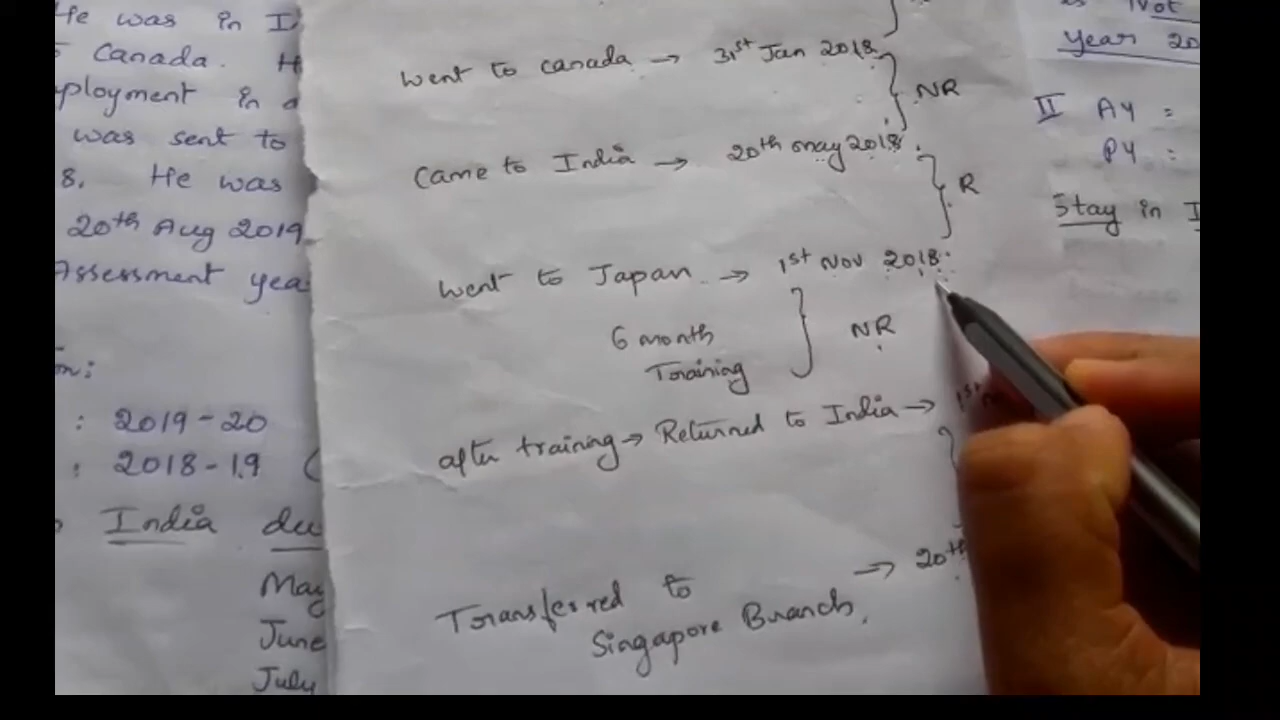 He was in I
Canada. H
ployment in a
was sent to
8. He was
20th Aug 2019
Assessment yea
on:
: 2019-20
: 2018-19 (
India du
May
June
July
went to canada → 31st Jan 2018
NR
Came to India → 20th may 2018.
R
went to Japan → 1st Nov 2018.
6 month
Training
NR
after training → Returned to India → 1st
Transferred to
Singapore Branch,
→ 20th
Not
year 20
II AY =
PY :
Stay in I